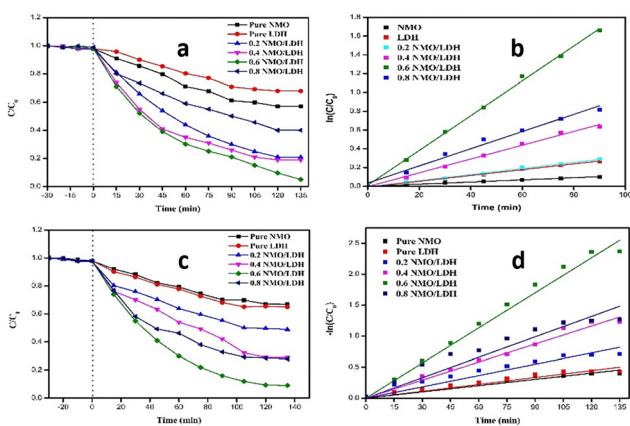 a
Pure NMO
Pure LDH
0.2 NMO/LDH
0.4 NMO/LDH
0.6 NMO/LDH
0.8 NMO/LDH
1.0
0.8
0.6
0.4
0.2
0.0
C/C0
-30 -15 0 15 30 45 60 75 90 105 120 135
Time (min)
b
NMO
LDH
0.2 NMO/LDH
0.4 NMO/LDH
0.6 NMO/LDH
0.8 NMO/LDH
1.8
1.6
1.4
1.2
1.0
0.8
0.6
0.4
0.2
0.0
ln(C/C0)
0 20 40 60 80 100
Time (min)
c
Pure NMO
Pure LDH
0.2 NMO/LDH
0.4 NMO/LDH
0.6 NMO/LDH
0.8 NMO/LDH
1.0
0.8
0.6
0.4
0.2
0.0
-20 0 20 40 60 80 100 120 140
Time (min)
d
Pure NMO
Pure LDH
0.2 NMO/LDH
0.4 NMO/LDH
0.6 NMO/LDH
0.8 NMO/LDH
2.5
2.0
1.5
1.0
0.5
0.0
-ln{C/C0}
0 15 30 45 60 75 90 105 120 135
Time (min)